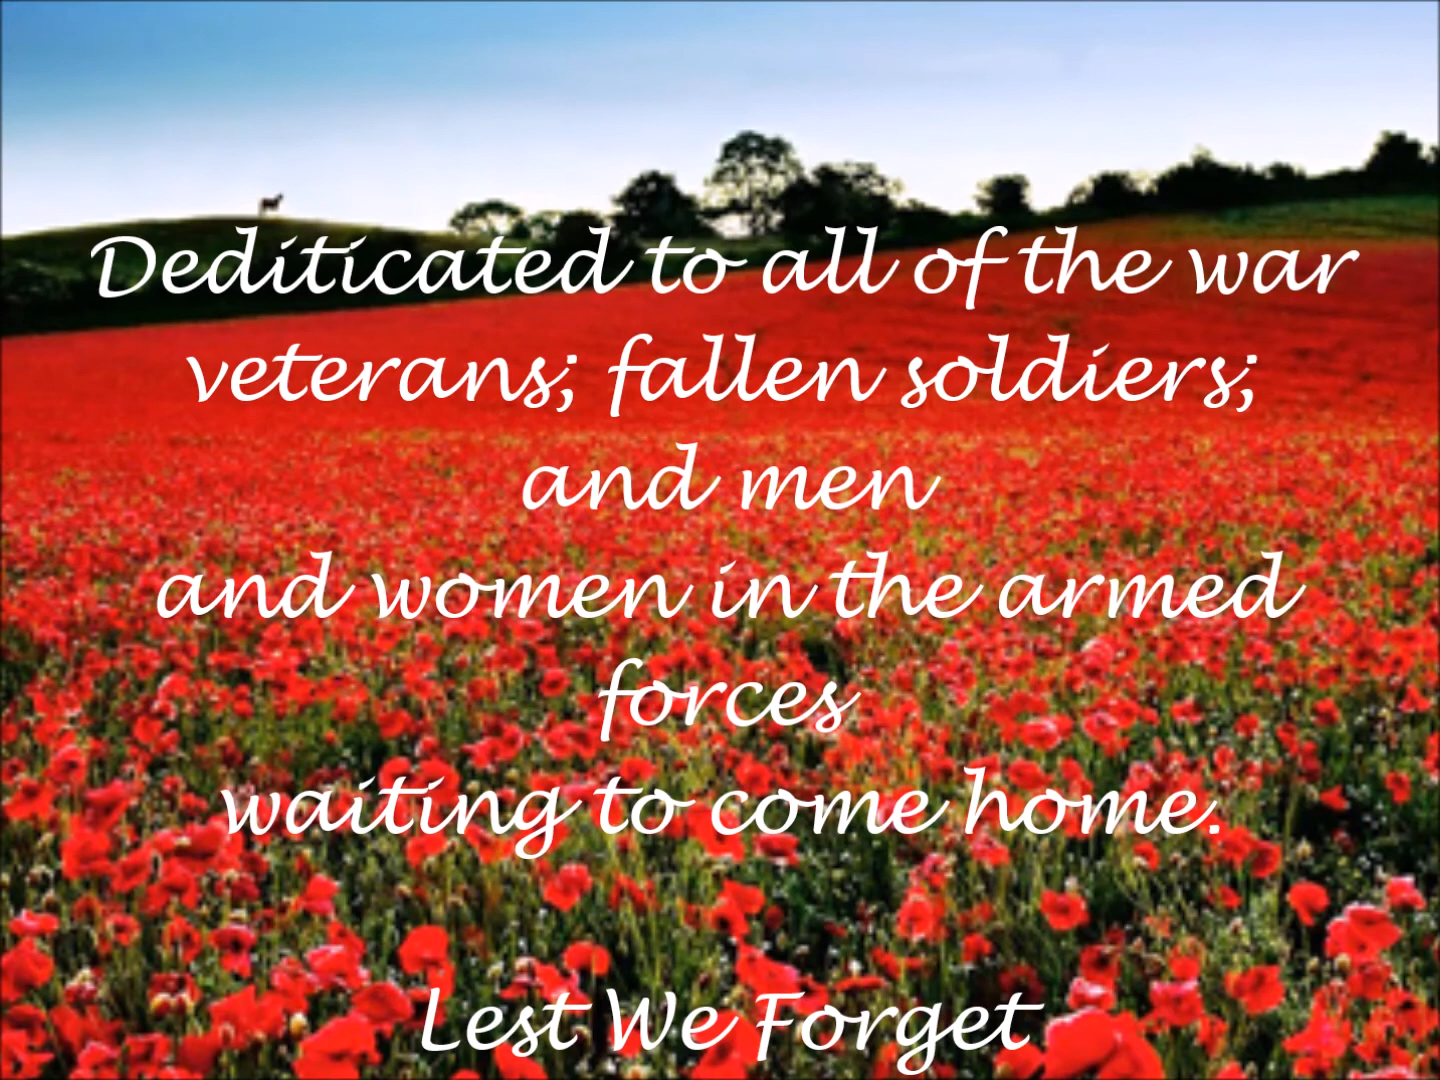 Dediticated to all of the war
veterans; fallen soldiers;
and men
and women in the armed
forces
waiting to come home.
Lest We Forget